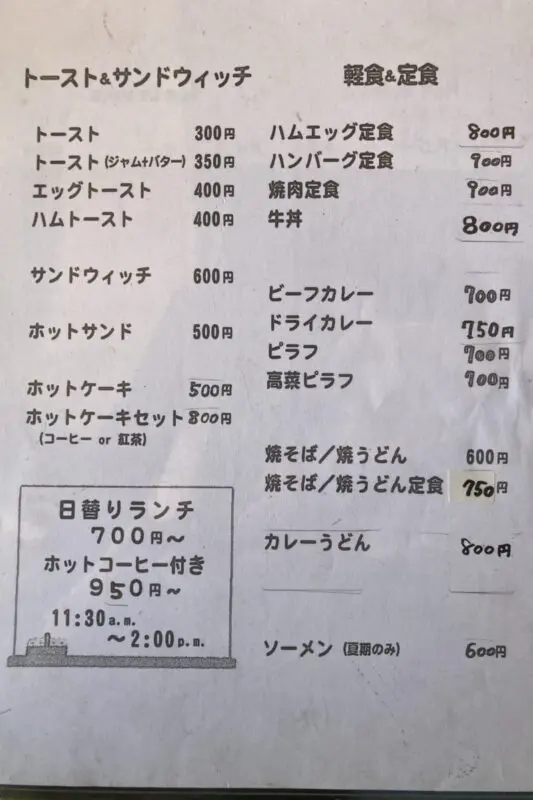 トースト&サンドウィッチ
トースト 300円
トースト(ジャム+バター) 350円
エッグトースト 400円
ハムトースト 400円
サンドウィッチ 600円
ホットサンド 500円
ホットケーキ 500円
ホットケーキセット 800円
(コーヒー or 紅茶)
日替りランチ
700円~
ホットコーヒー付き
950円~
11:30a.m.
~2:00p.m.
軽食&定食
ハムエッグ定食 800円
ハンバーグ定食 900円
焼肉定食 900円
牛丼 800円
ビーフカレー 700円
ドライカレー 750円
ピラフ 700円
高菜ピラフ 700円
焼そば/焼うどん 600円
焼そば/焼うどん定食 750円
カレーうどん 800円
ソーメン (夏期のみ) 600円